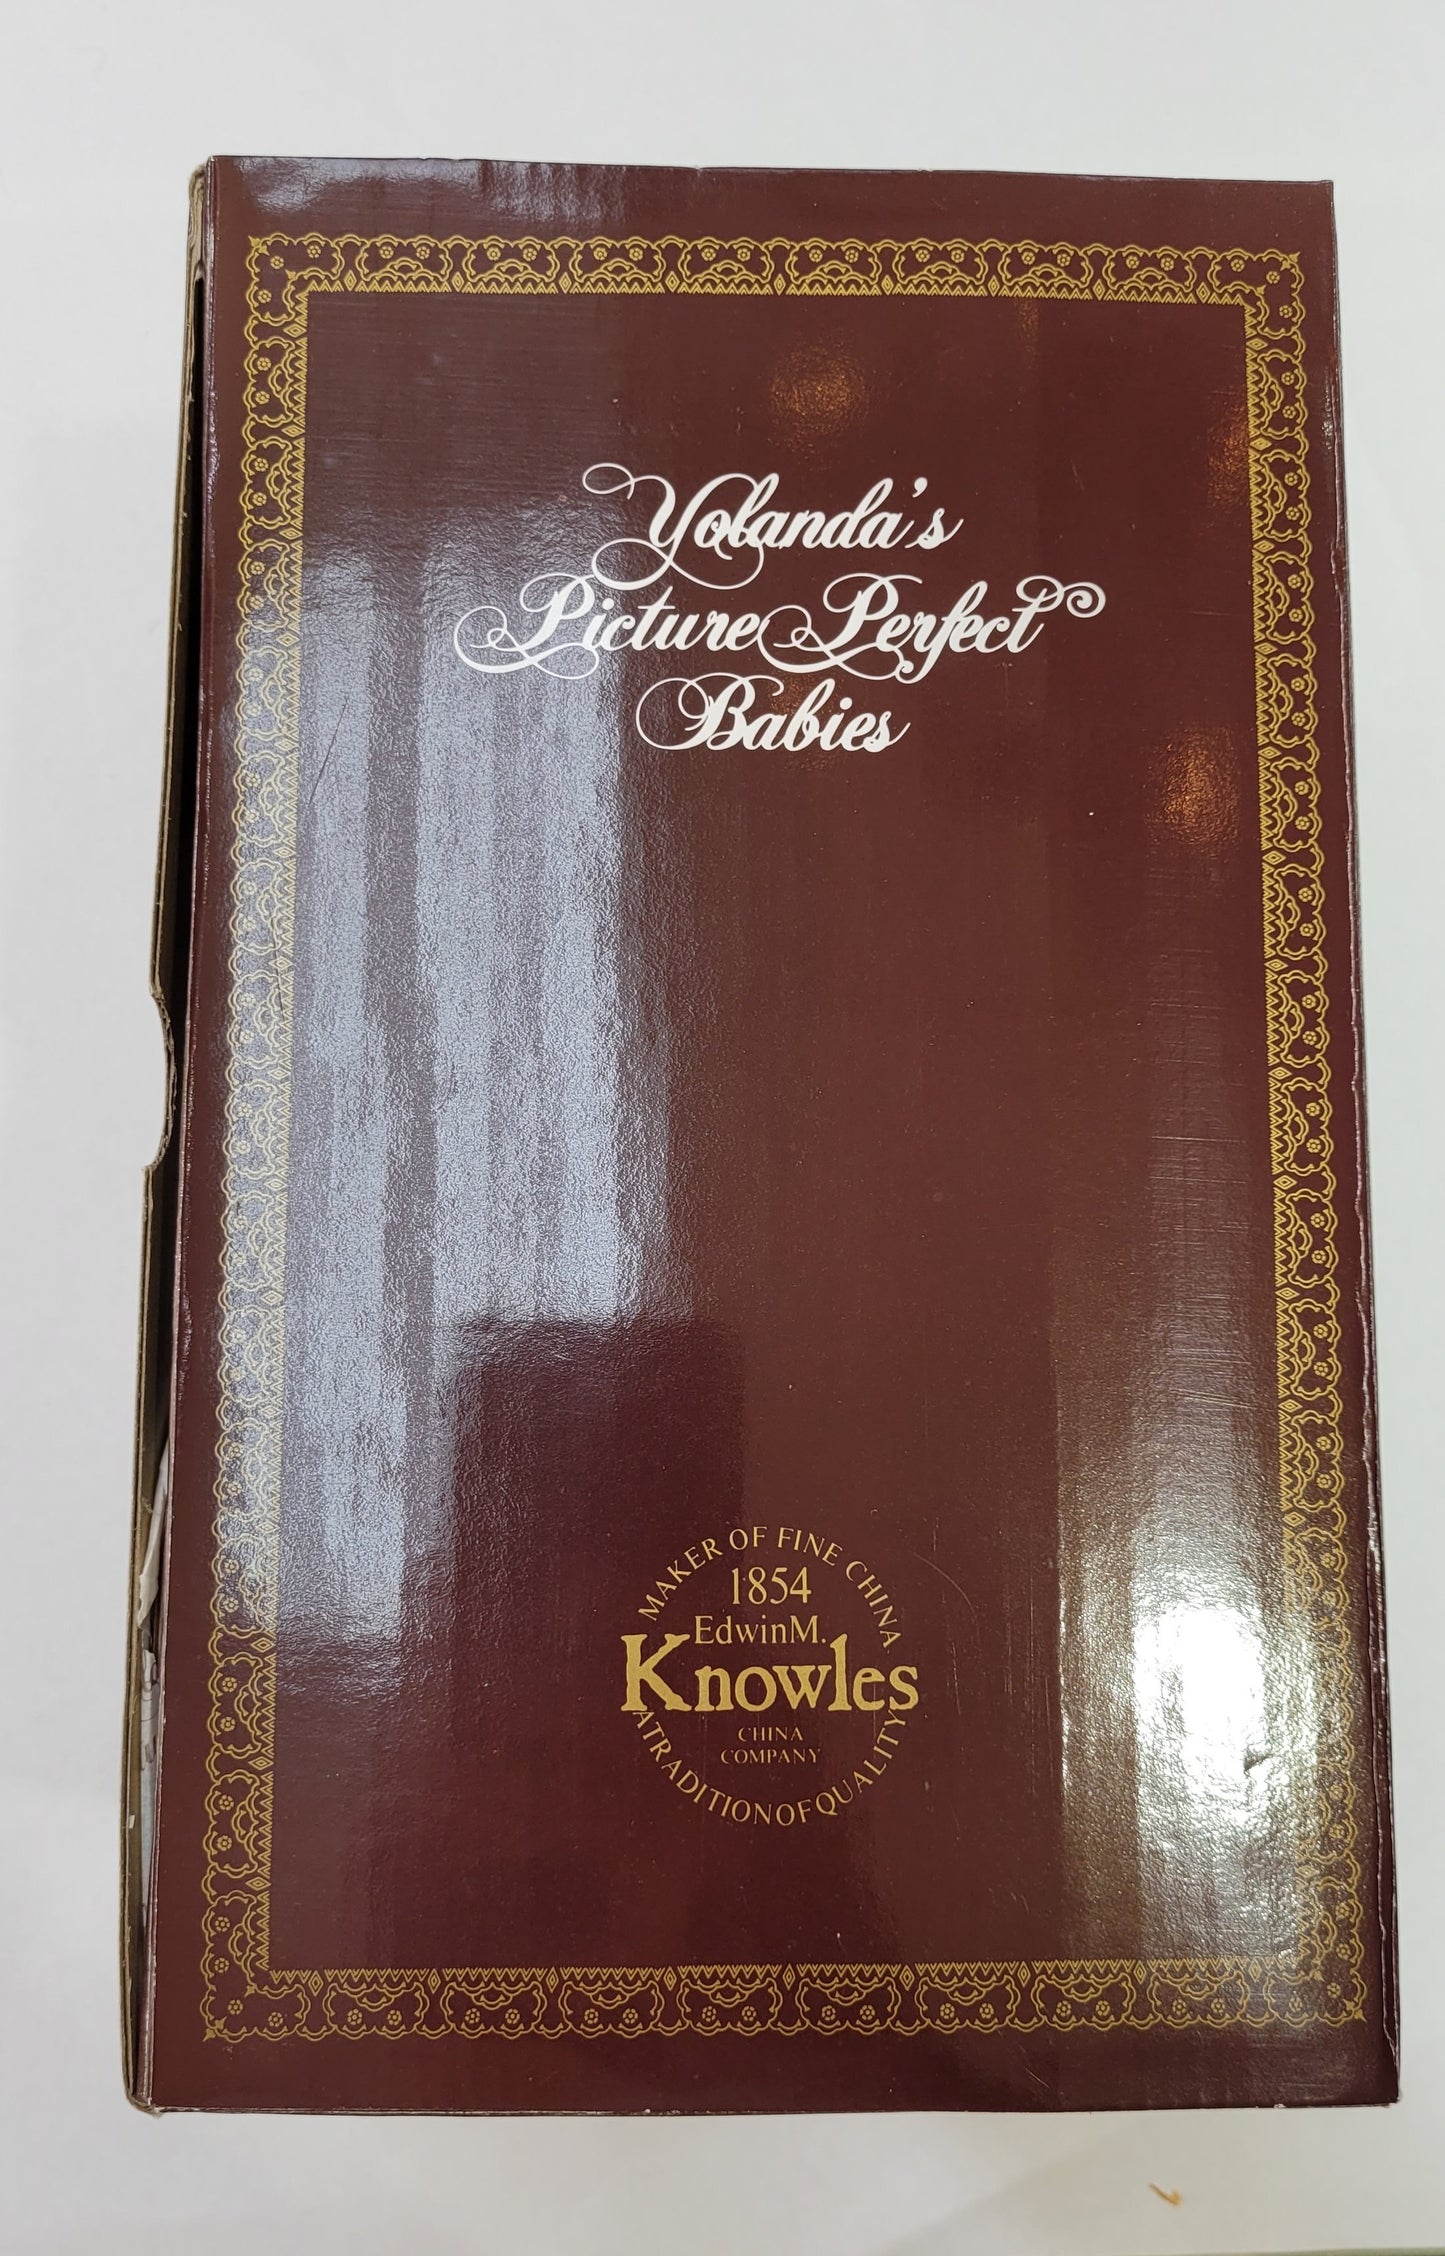 Yolanda's
Picture Perfect
Babies
MAKER OF FINE CHINA
1854
Edwin M.
Knowles
CHINA
COMPANY
A TRADITION OF QUALITY